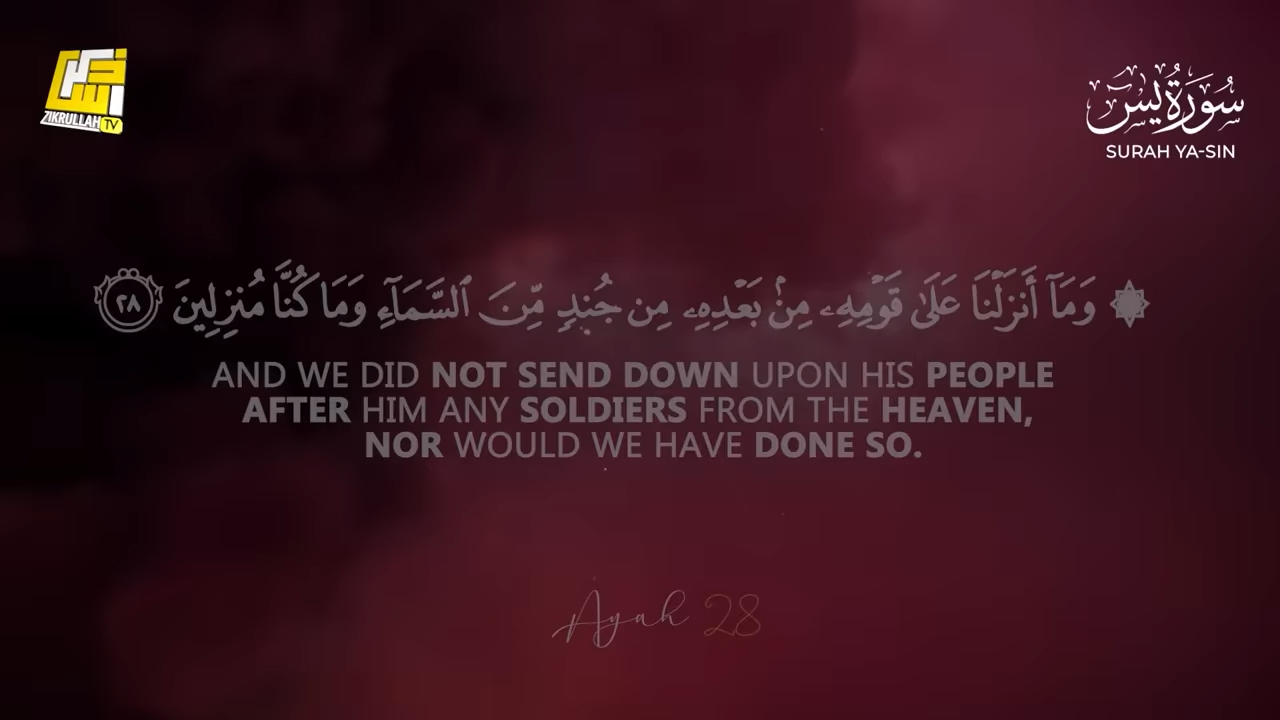 ذكر الله
ZIKRULLAH TV
سُورَةُ يسٓ
SURAH YA-SIN
۞ وَمَآ أَنزَلْنَا عَلَىٰ قَوْمِهِۦ مِنۢ بَعْدِهِۦ مِن جُندٍ مِّنَ ٱلسَّمَآءِ وَمَا كُنَّا مُنزِلِينَ ٢٨
AND WE DID NOT SEND DOWN UPON HIS PEOPLE
AFTER HIM ANY SOLDIERS FROM THE HEAVEN,
NOR WOULD WE HAVE DONE SO.
Ayah 28